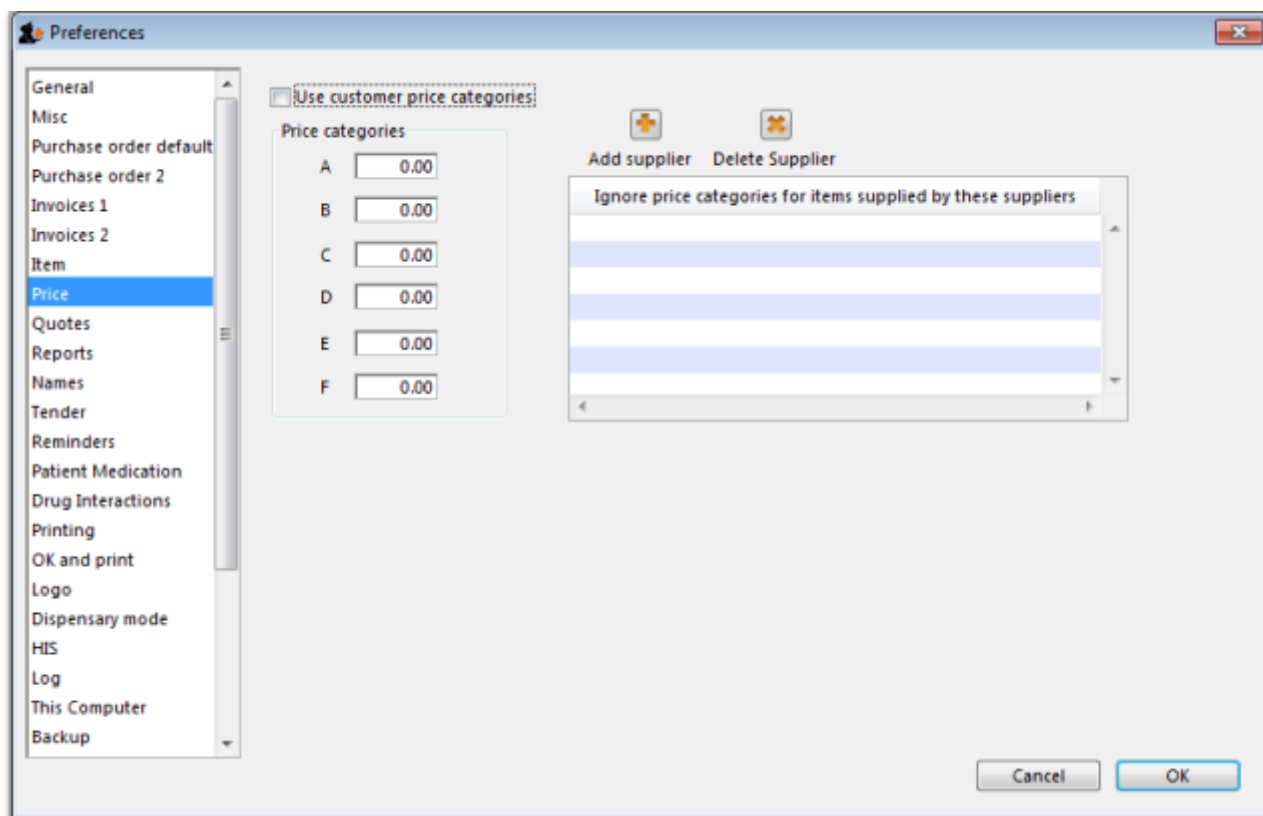 Preferences
General
Misc
Purchase order default
Purchase order 2
Invoices 1
Invoices 2
Item
Price
Quotes
Reports
Names
Tender
Reminders
Patient Medication
Drug Interactions
Printing
OK and print
Logo
Dispensary mode
HIS
Log
This Computer
Backup
Use customer price categories
Price categories
A 0.00
B 0.00
C 0.00
D 0.00
E 0.00
F 0.00
Add supplier Delete Supplier
Ignore price categories for items supplied by these suppliers
Cancel OK